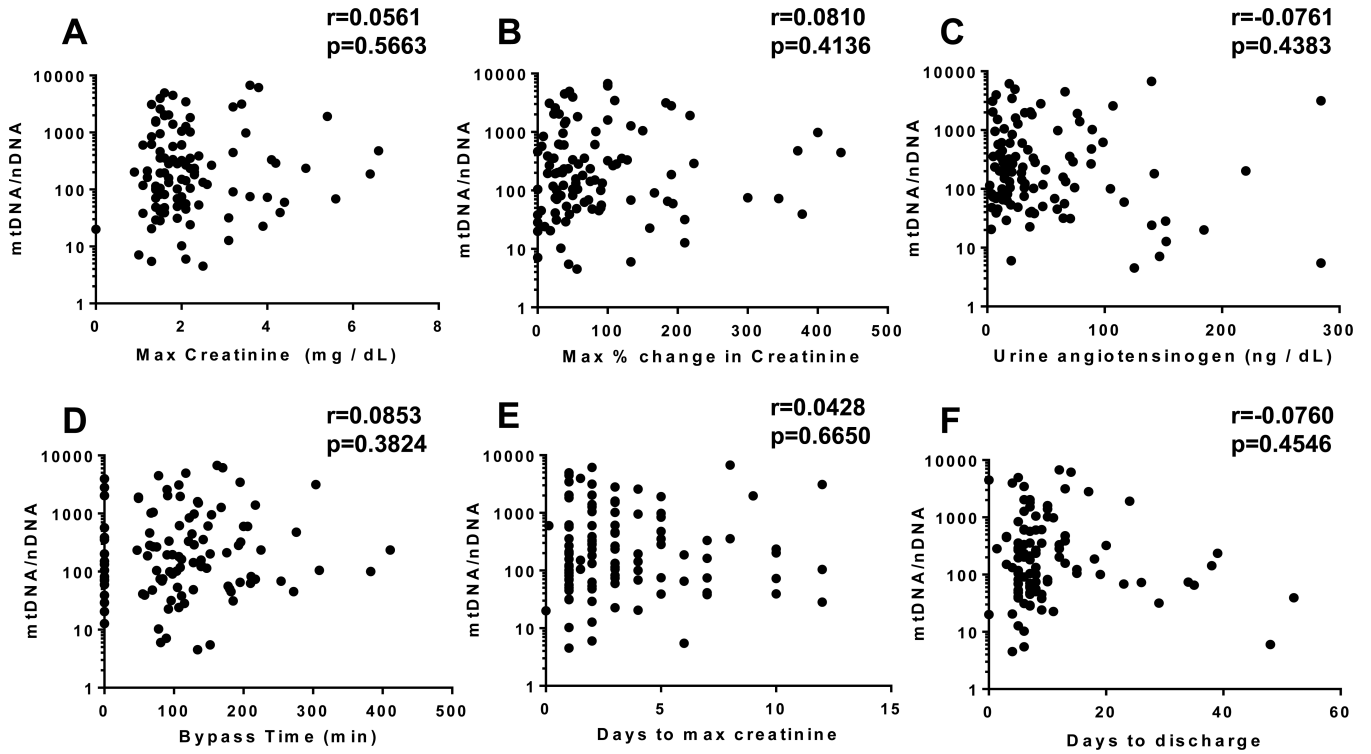 A
r=0.0561
p=0.5663
mtDNA/nDNA
10000
1000
100
10
1
0 2 4 6 8
Max Creatinine (mg / dL)
B
r=0.0810
p=0.4136
mtDNA/nDNA
10000
1000
100
10
1
0 100 200 300 400 500
Max % change in Creatinine
C
r=-0.0761
p=0.4383
mtDNA/nDNA
10000
1000
100
10
1
0 100 200 300
Urine angiotensinogen (ng / dL)
D
r=0.0853
p=0.3824
mtDNA/nDNA
10000
1000
100
10
1
0 100 200 300 400 500
Bypass Time (min)
E
r=0.0428
p=0.6650
mtDNA/nDNA
10000
1000
100
10
1
0 5 10 15
Days to max creatinine
F
r=-0.0760
p=0.4546
mtDNA/nDNA
10000
1000
100
10
1
0 20 40 60
Days to discharge